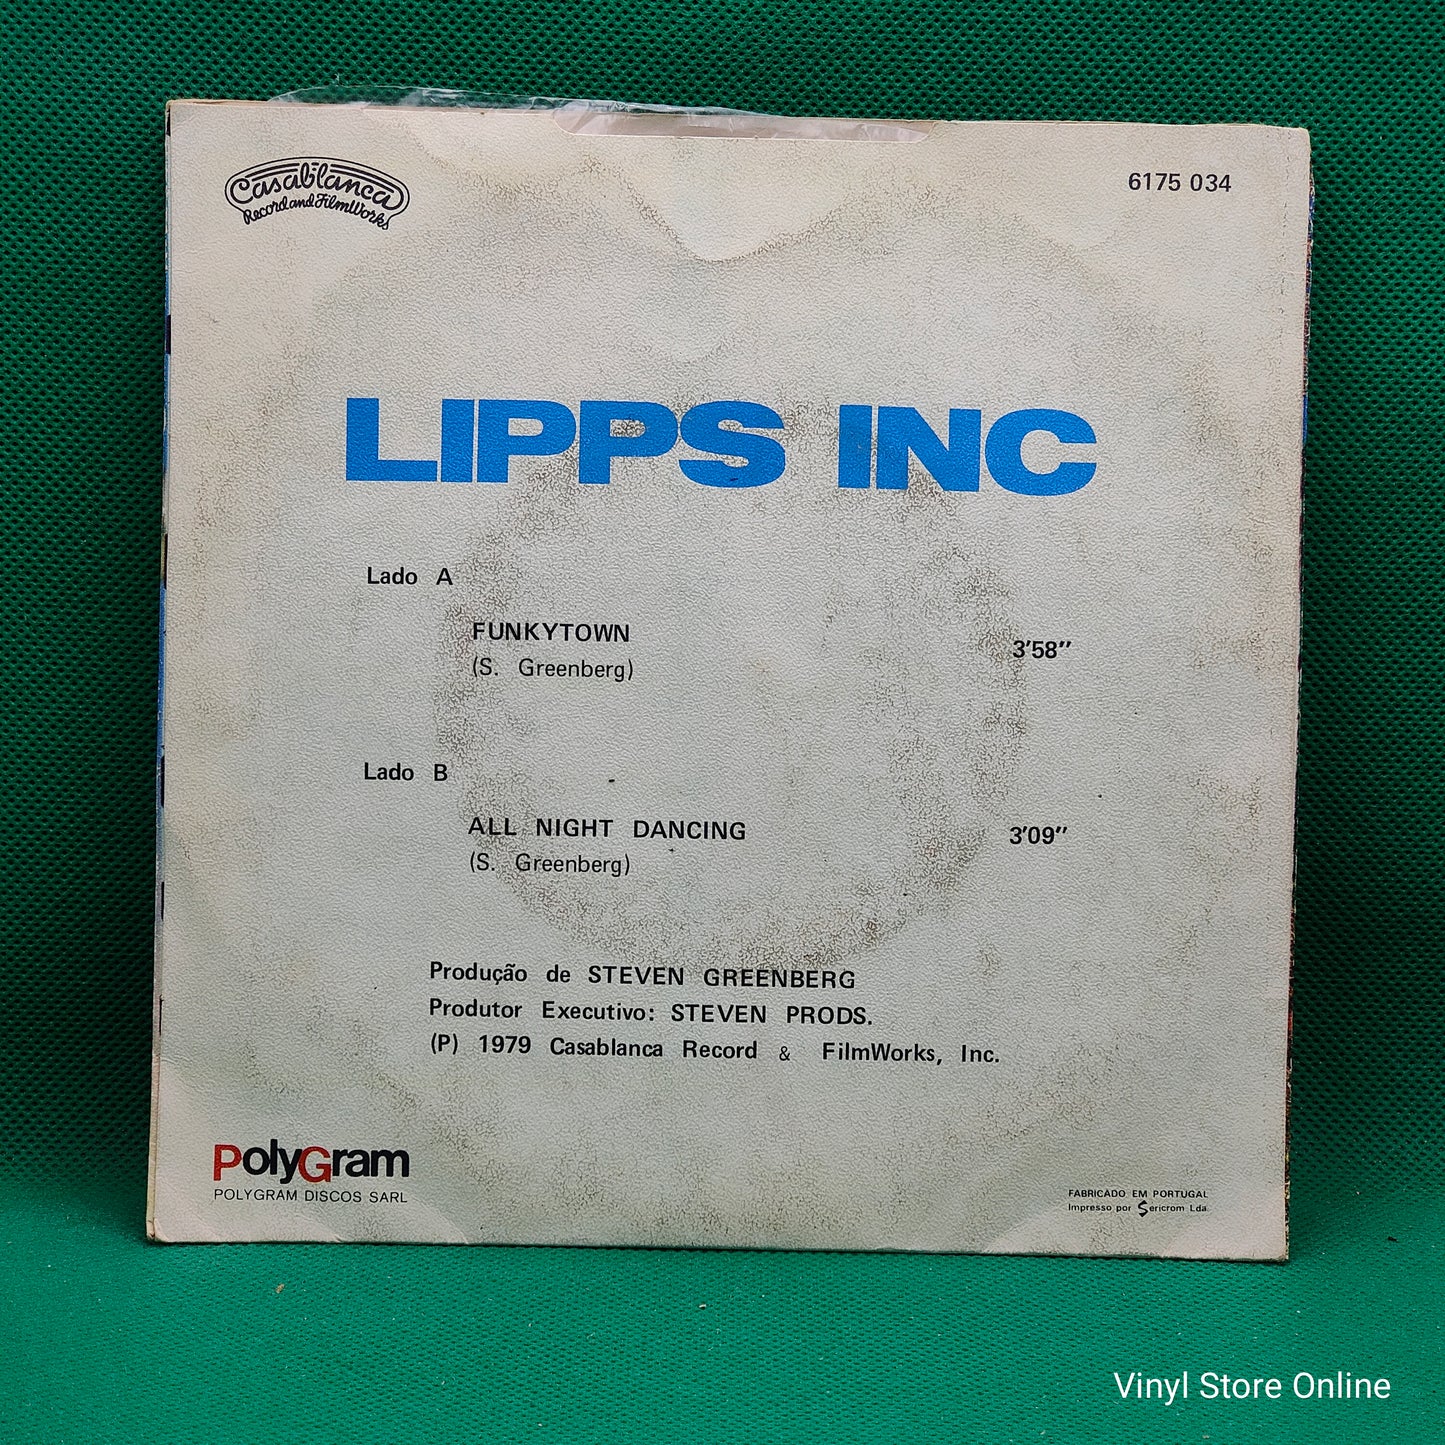 Casablanca
Record and FilmWorks
6175 034
LIPPS INC
Lado A
FUNKYTOWN
3'58''
(S. Greenberg)
Lado B
ALL NIGHT DANCING
3'09''
(S. Greenberg)
Produção de STEVEN GREENBERG
Produtor Executivo: STEVEN PRODS.
(P) 1979 Casablanca Record & FilmWorks, Inc.
PolyGram
POLYGRAM DISCOS SARL
FABRICADO EM PORTUGAL
Impresso por Sericrom Lda.
Vinyl Store Online